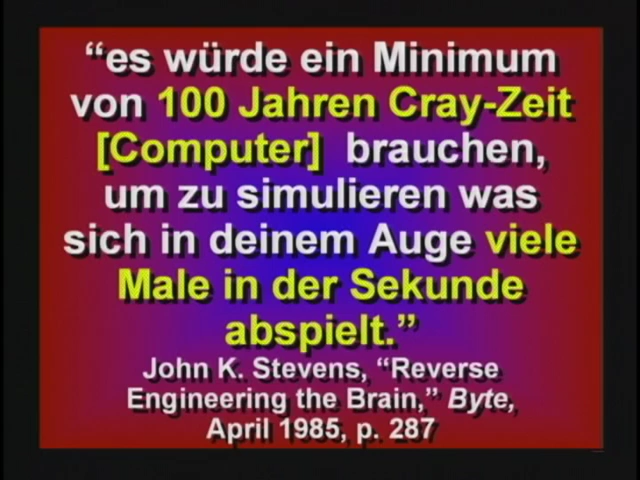 “es würde ein Minimum
von 100 Jahren Cray-Zeit
[Computer] brauchen,
um zu simulieren was
sich in deinem Auge viele
Male in der Sekunde
abspielt.”
John K. Stevens, “Reverse
Engineering the Brain,” Byte,
April 1985, p. 287